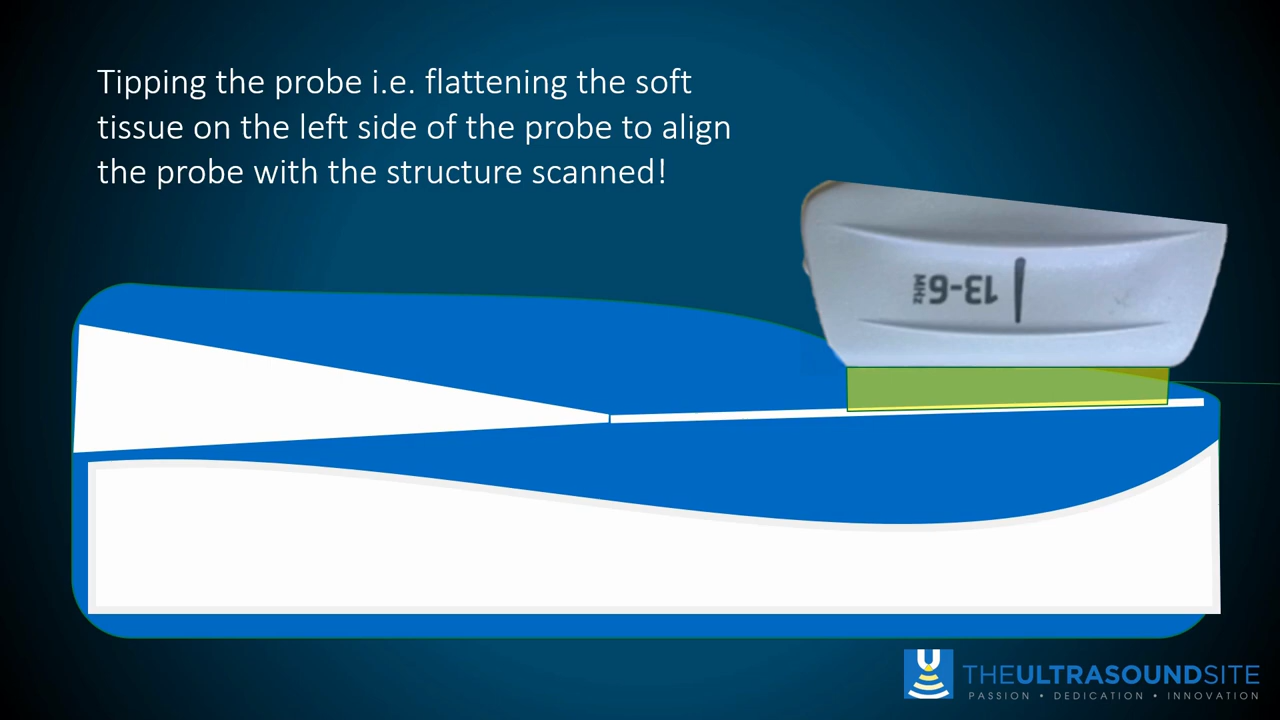 Tipping the probe i.e. flattening the soft
tissue on the left side of the probe to align
the probe with the structure scanned!
13-6 MHz
THEULTRASOUNDSITE
PASSION • DEDICATION • INNOVATION